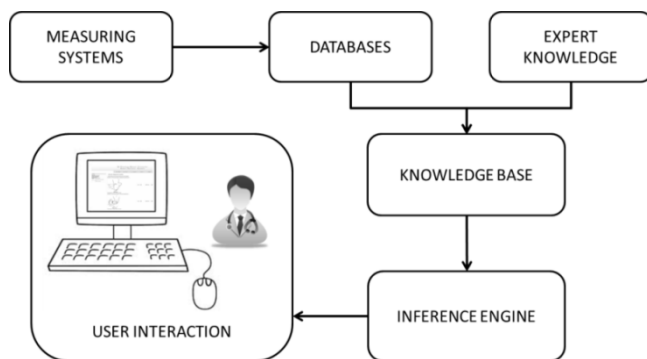 MEASURING
SYSTEMS
DATABASES
EXPERT
KNOWLEDGE
KNOWLEDGE BASE
INFERENCE ENGINE
USER INTERACTION